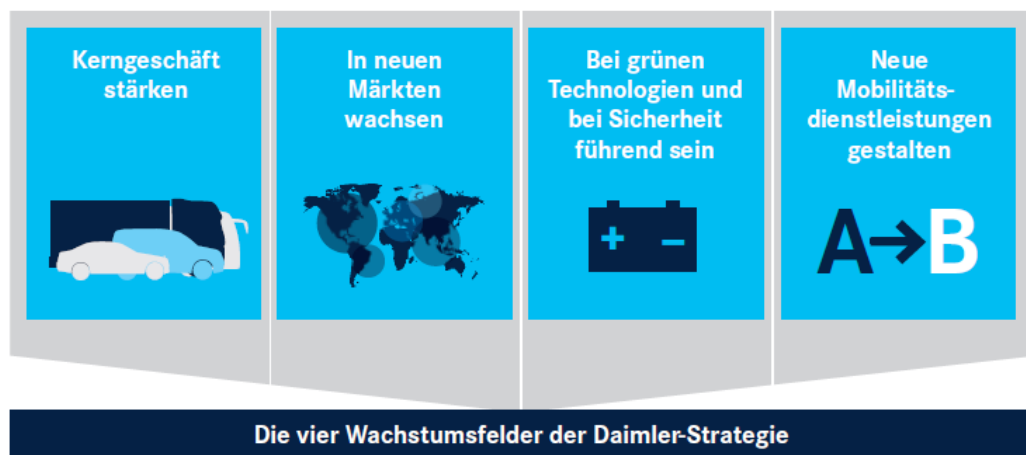 Kerngeschäft
stärken
In neuen
Märkten
wachsen
Bei grünen
Technologien und
bei Sicherheit
führend sein
Neue
Mobilitäts-
dienstleistungen
gestalten
+ −
A→B
Die vier Wachstumsfelder der Daimler-Strategie